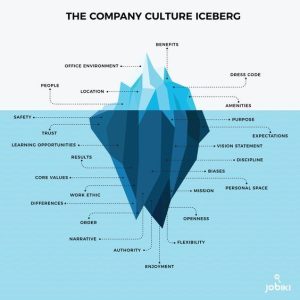 THE COMPANY CULTURE ICEBERG
BENEFITS
OFFICE ENVIRONMENT
DRESS CODE
PEOPLE
LOCATION
AMENITIES
SAFETY
PURPOSE
TRUST
EXPECTATIONS
LEARNING OPPORTUNITIES
VISION STATEMENT
RESULTS
DISCIPLINE
CORE VALUES
BIASES
WORK ETHIC
MISSION
PERSONAL SPACE
DIFFERENCES
ORDER
OPENNESS
NARRATIVE
FLEXIBILITY
AUTHORITY
ENJOYMENT
JOBIKI